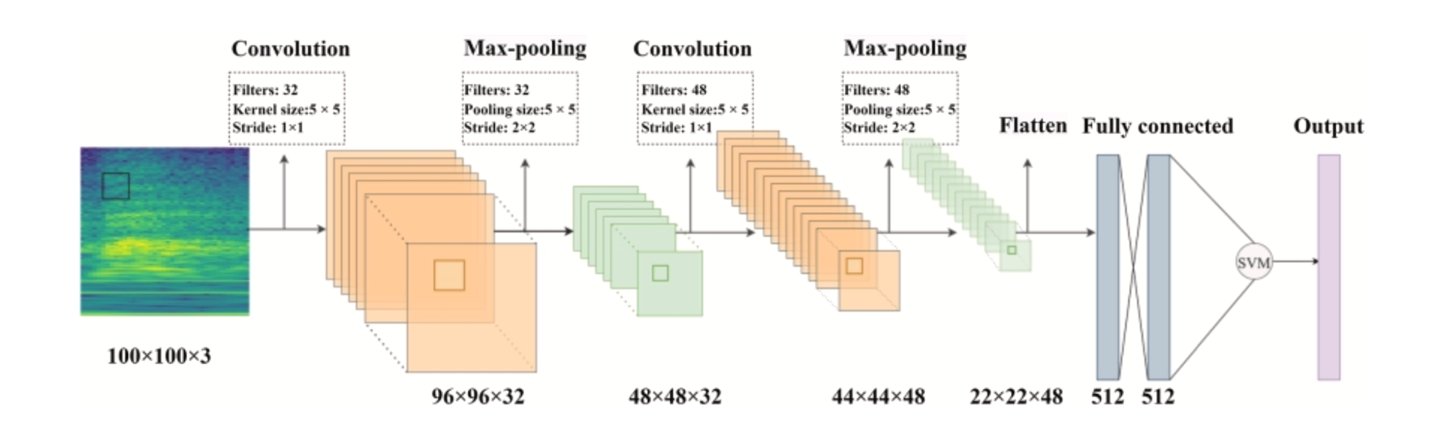 Convolution
Filters: 32
Kernel size:5 × 5
Stride: 1×1
Max-pooling
Filters: 32
Pooling size:5 × 5
Stride: 2×2
Convolution
Filters: 48
Kernel size:5 × 5
Stride: 1×1
Max-pooling
Filters: 48
Pooling size:5 × 5
Stride: 2×2
Flatten
Fully connected
Output
SVM
100×100×3
96×96×32
48×48×32
44×44×48
22×22×48
512
512